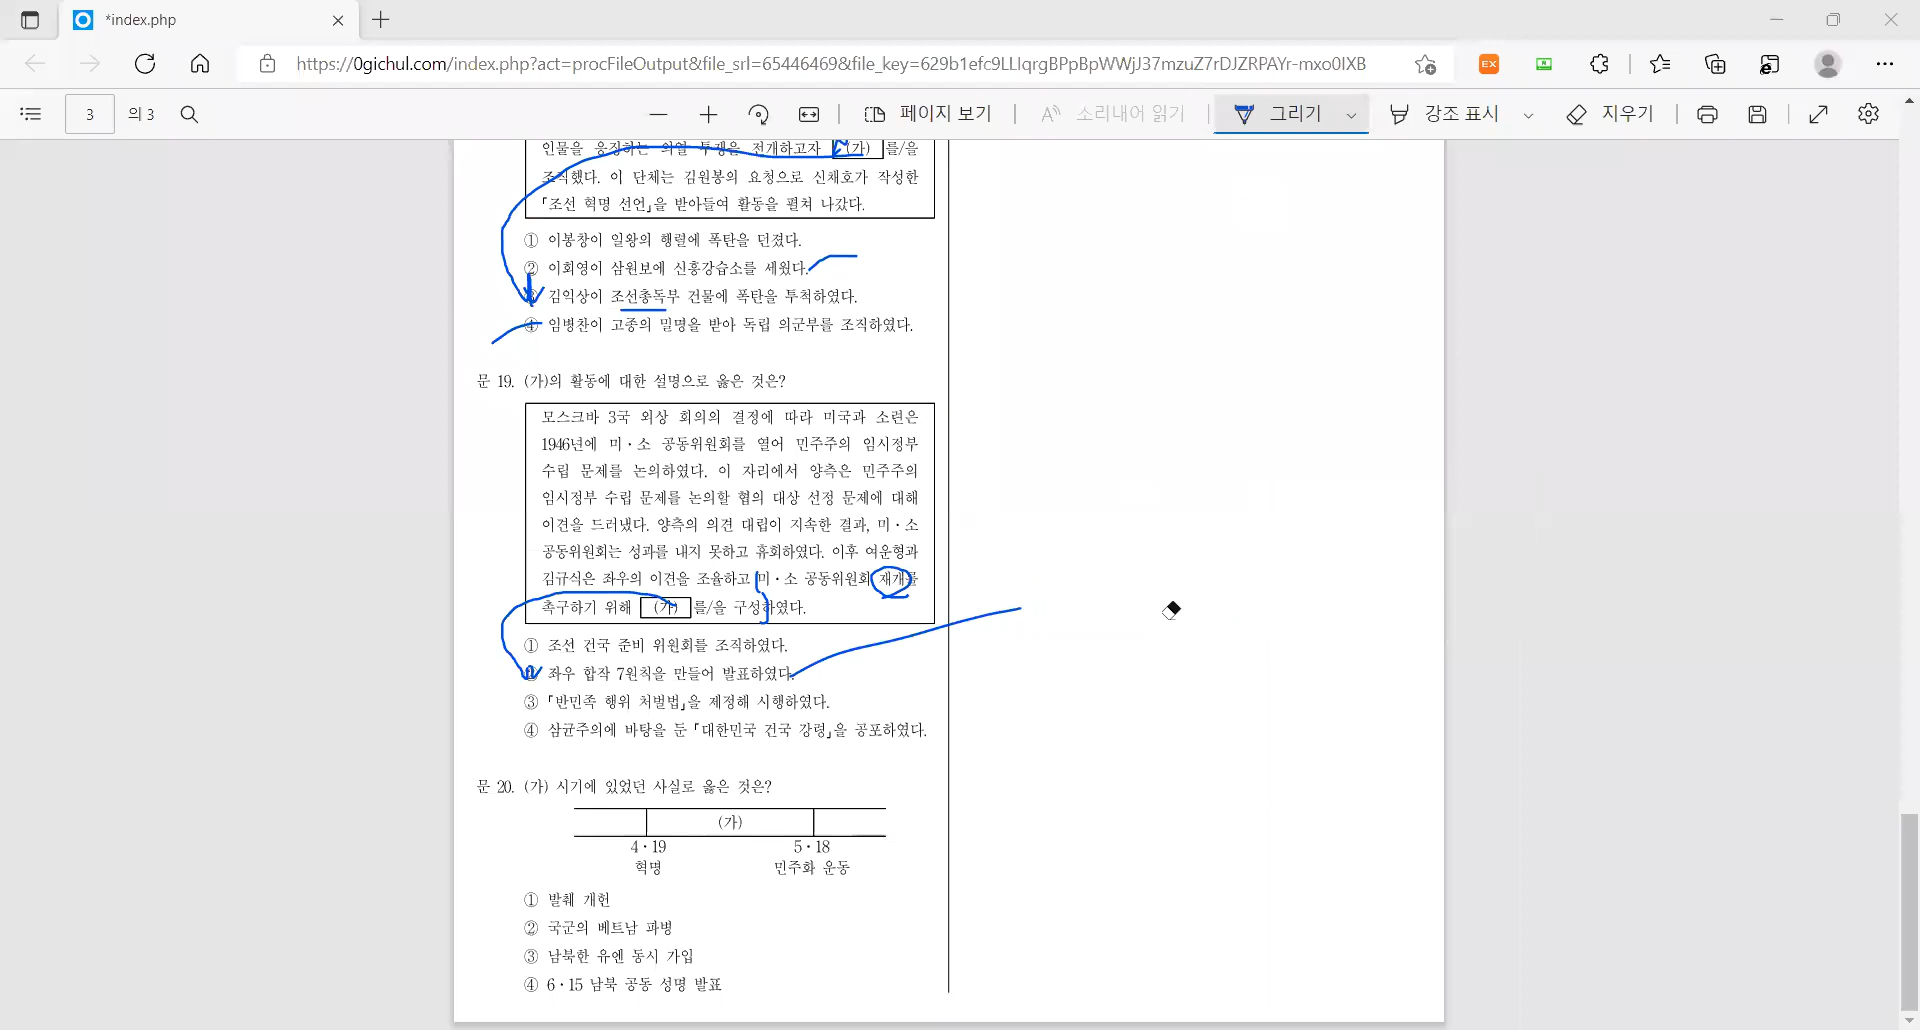 *index.php
https://0gichul.com/index.php?act=procFileOutput&file_srl=65446469&file_key=629b1efc9LLIqrgBPpBpWWjJ37mzuZ7rDJZRPAYr-mxo0IXB
EX
3 의 3 페이지 보기 소리내어 읽기 그리기 강조 표시 지우기
인물을 응징하는 의열 투쟁을 전개하고자 (가) 를/을
조직했다. 이 단체는 김원봉의 요청으로 신채호가 작성한
「조선 혁명 선언」을 받아들여 활동을 펼쳐 나갔다.
① 이봉창이 일왕의 행렬에 폭탄을 던졌다.
② 이회영이 삼원보에 신흥강습소를 세웠다.
③ 김익상이 조선총독부 건물에 폭탄을 투척하였다.
④ 임병찬이 고종의 밀명을 받아 독립 의군부를 조직하였다.
문 19. (가)의 활동에 대한 설명으로 옳은 것은?
모스크바 3국 외상 회의의 결정에 따라 미국과 소련은
1946년에 미·소 공동위원회를 열어 민주주의 임시정부
수립 문제를 논의하였다. 이 자리에서 양측은 민주주의
임시정부 수립 문제를 논의할 협의 대상 선정 문제에 대해
이견을 드러냈다. 양측의 의견 대립이 지속한 결과, 미·소
공동위원회는 성과를 내지 못하고 휴회하였다. 이후 여운형과
김규식은 좌우의 이견을 조율하고 미·소 공동위원회 재개를
촉구하기 위해 (가) 를/을 구성하였다.
① 조선 건국 준비 위원회를 조직하였다.
② 좌우 합작 7원칙을 만들어 발표하였다.
③ 「반민족 행위 처벌법」을 제정해 시행하였다.
④ 삼균주의에 바탕을 둔 「대한민국 건국 강령」을 공포하였다.
문 20. (가) 시기에 있었던 사실로 옳은 것은?
(가)
4·19 5·18
혁명 민주화 운동
① 발췌 개헌
② 국군의 베트남 파병
③ 남북한 유엔 동시 가입
④ 6·15 남북 공동 성명 발표